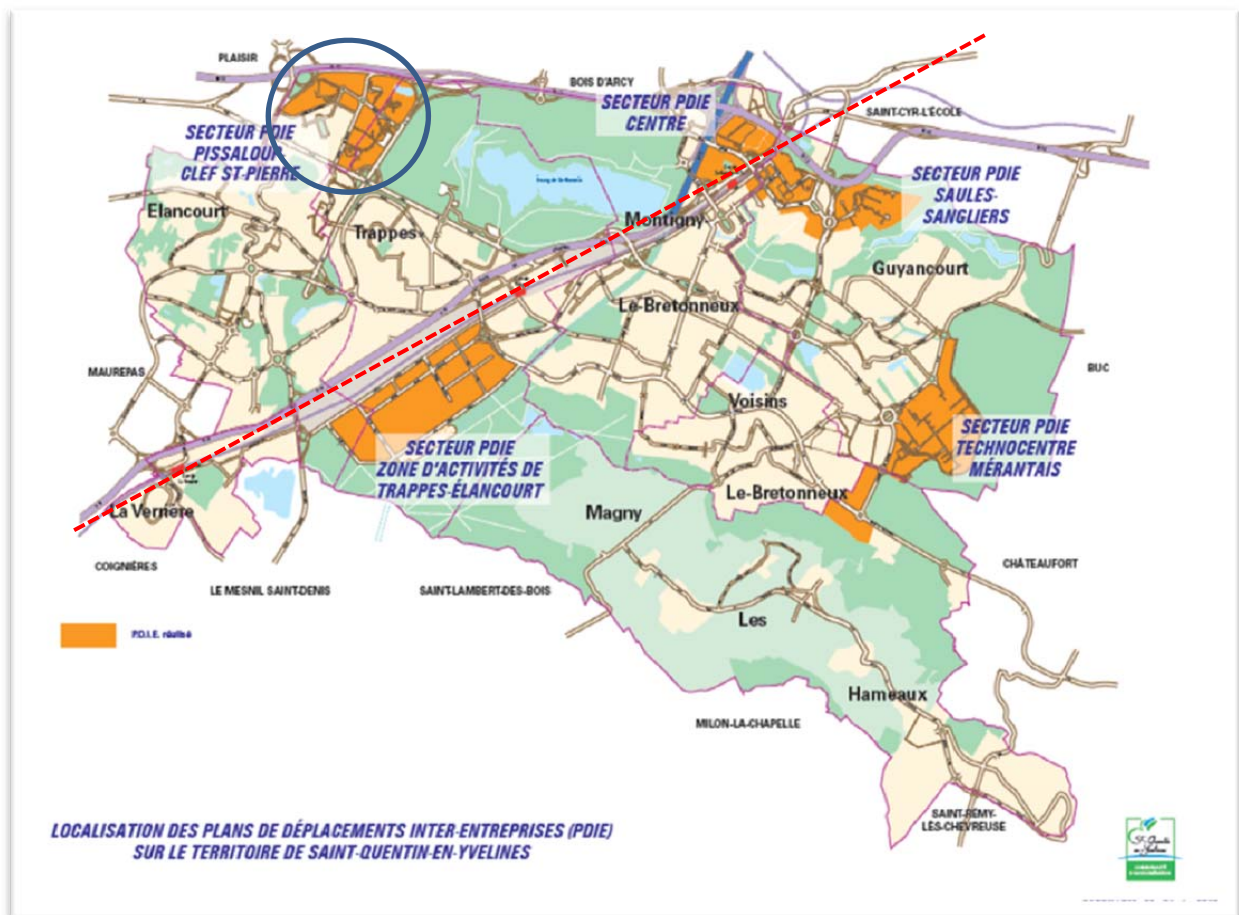 PLAISIR
BOIS D'ARCY
SECTEUR PDIE
CENTRE
SAINT-CYR-L'ÉCOLE
SECTEUR PDIE
PISSALOUP
CLEF ST-PIERRE
SECTEUR PDIE
SAULES-
SANGLIERS
Elancourt
Trappes
Montigny
Guyancourt
Le-Bretonneux
MAUREPAS
BUC
Voisins
SECTEUR PDIE
TECHNOCENTRE
MÉRANTAIS
SECTEUR PDIE
ZONE D'ACTIVITÉS DE
TRAPPES-ÉLANCOURT
Le-Bretonneux
La Verrière
Magny
COIGNIÈRES
CHÂTEAUFORT
LE MESNIL SAINT-DENIS
SAINT-LAMBERT-DES-BOIS
Les
P.D.I.E. réalisé
Hameaux
MILON-LA-CHAPELLE
SAINT-RÉMY-
LÈS-CHEVREUSE
LOCALISATION DES PLANS DE DÉPLACEMENTS INTER-ENTREPRISES (PDIE)
SUR LE TERRITOIRE DE SAINT-QUENTIN-EN-YVELINES